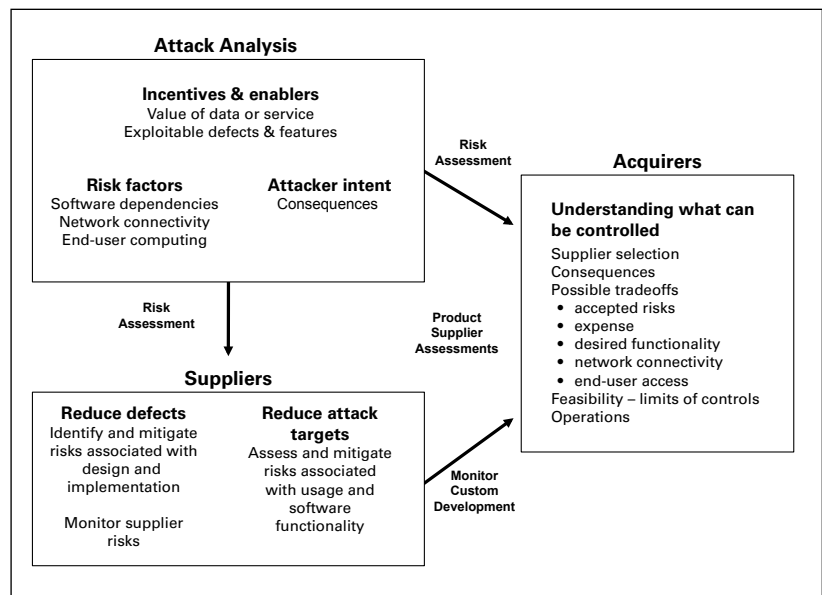 Attack Analysis
Incentives & enablers
Value of data or service
Exploitable defects & features
Risk factors
Software dependencies
Network connectivity
End-user computing
Attacker intent
Consequences
Risk
Assessment
Risk
Assessment
Product
Supplier
Assessments
Suppliers
Reduce defects
Identify and mitigate
risks associated with
design and
implementation
Monitor supplier
risks
Reduce attack
targets
Assess and mitigate
risks associated
with usage and
software
functionality
Monitor
Custom
Development
Acquirers
Understanding what can
be controlled
Supplier selection
Consequences
Possible tradeoffs
• accepted risks
• expense
• desired functionality
• network connectivity
• end-user access
Feasibility – limits of controls
Operations